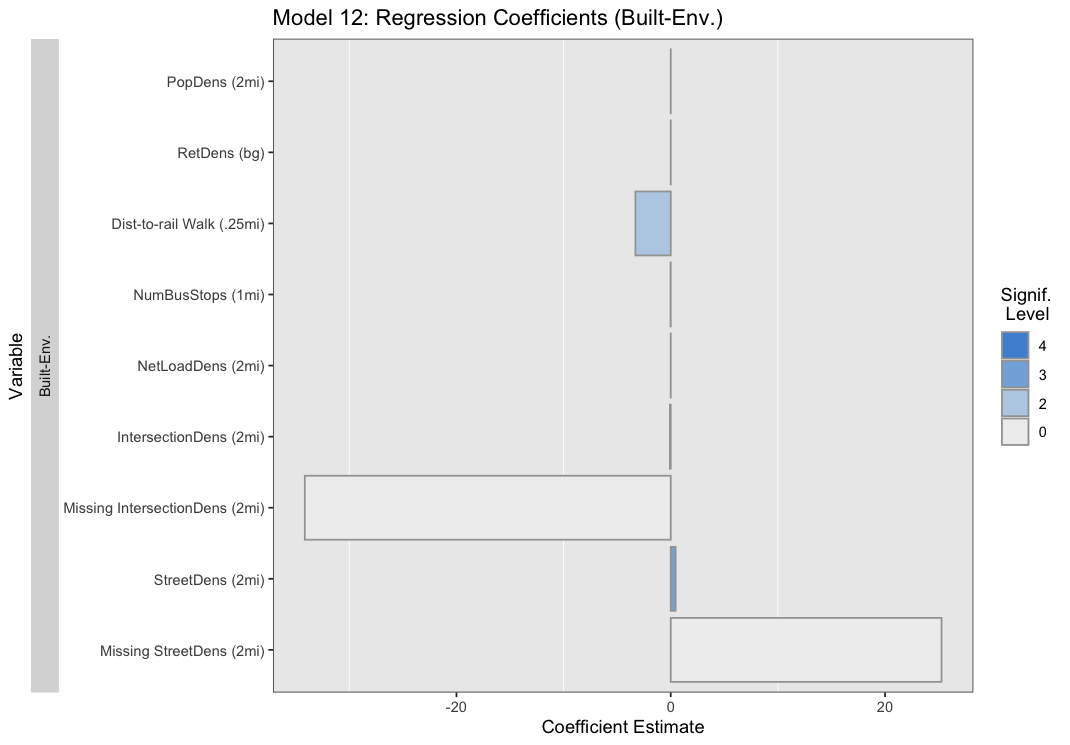 Model 12: Regression Coefficients (Built-Env.)
Variable
Built-Env.
PopDens (2mi)
RetDens (bg)
Dist-to-rail Walk (.25mi)
NumBusStops (1mi)
NetLoadDens (2mi)
IntersectionDens (2mi)
Missing IntersectionDens (2mi)
StreetDens (2mi)
Missing StreetDens (2mi)
-20
0
20
Coefficient Estimate
Signif.
Level
4
3
2
0